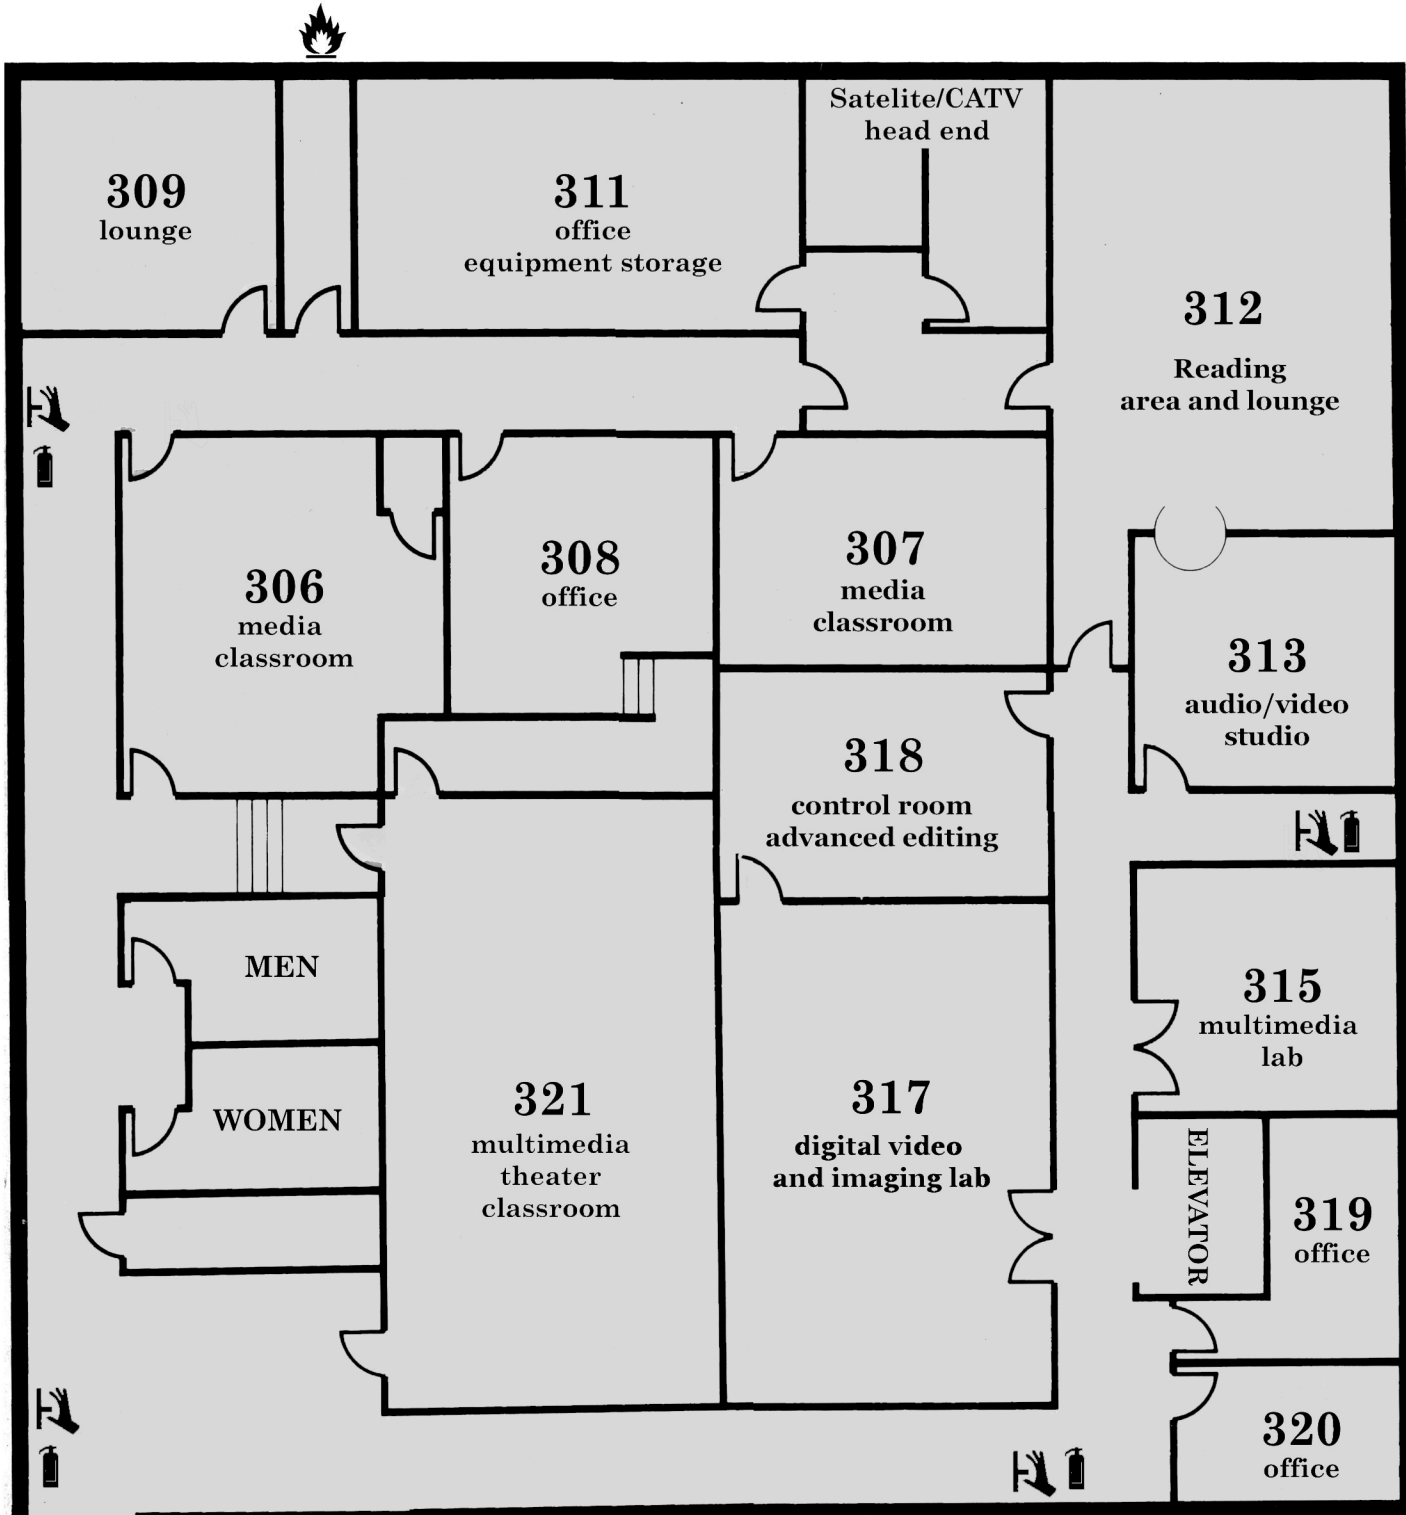 Satelite/CATV
head end
309
lounge
311
office
equipment storage
312
Reading
area and lounge
306
media
classroom
308
office
307
media
classroom
313
audio/video
studio
318
control room
advanced editing
MEN
WOMEN
321
multimedia
theater
classroom
317
digital video
and imaging lab
315
multimedia
lab
ELEVATOR
319
office
320
office